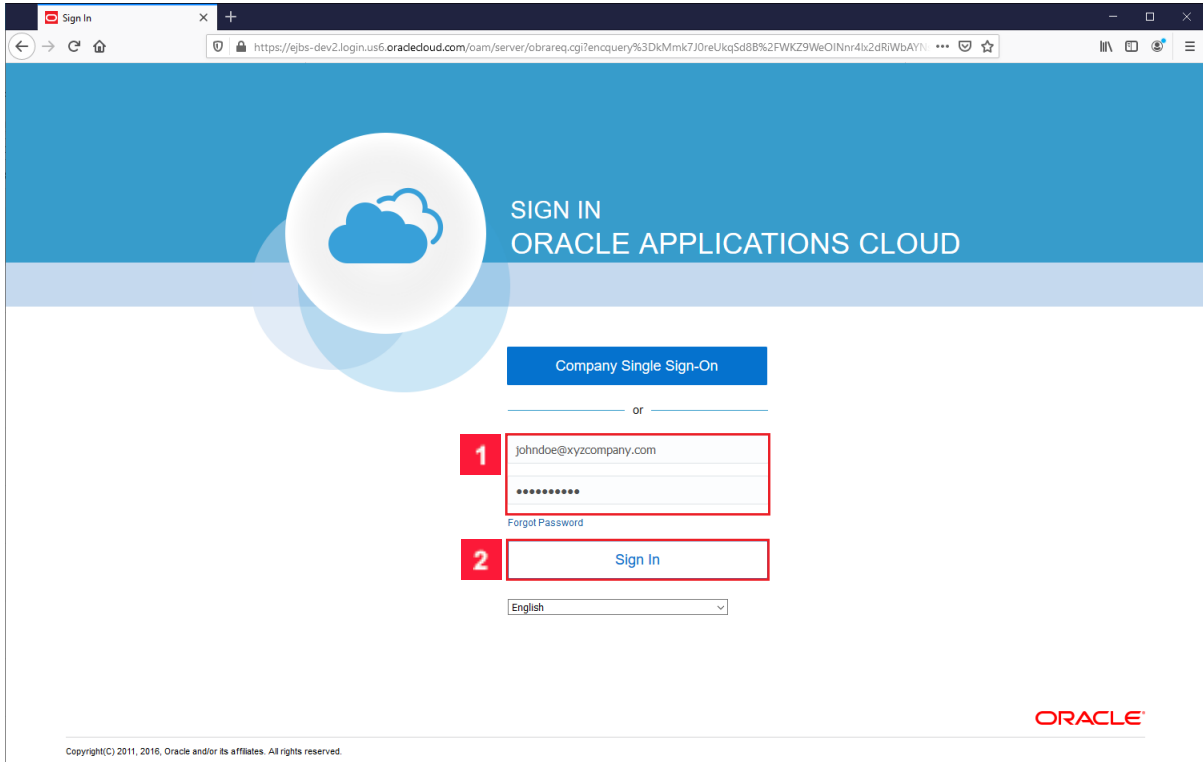 Sign In
https://ejbs-dev2.login.us6.oraclecloud.com/oam/server/obrareq.cgi?encquery%3DkMmk7J0reUkqSd8B%2FWKZ9WeOINnr4lx2dRiWbAYN
SIGN IN
ORACLE APPLICATIONS CLOUD
Company Single Sign-On
or
1
johndoe@xyzcompany.com
••••••••••
Forgot Password
2
Sign In
English
ORACLE
Copyright(C) 2011, 2016, Oracle and/or its affiliates. All rights reserved.